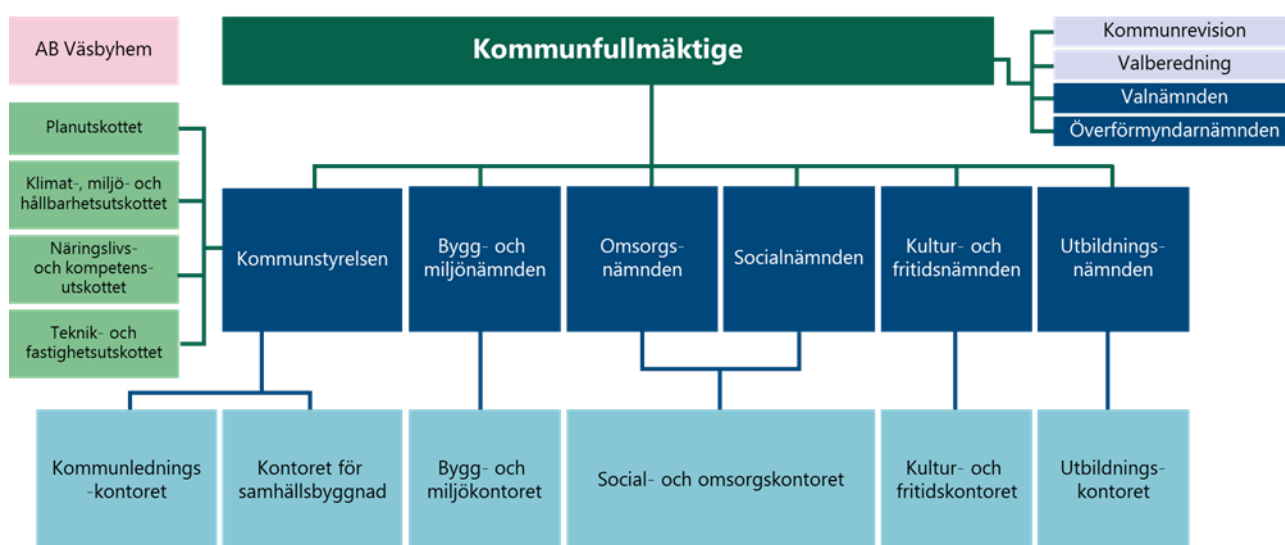 AB Väsbyhem
Kommunfullmäktige
Kommunrevision
Valberedning
Valnämnden
Överförmyndarnämnden
Planutskottet
Klimat-, miljö- och
hållbarhetsutskottet
Näringslivs-
och kompetens-
utskottet
Teknik- och
fastighetsutskottet
Kommunstyrelsen
Bygg- och
miljönämnden
Omsorgs-
nämnden
Socialnämnden
Kultur- och
fritidsnämnden
Utbildnings-
nämnden
Kommunlednings
-kontoret
Kontoret för
samhällsbyggnad
Bygg- och
miljökontoret
Social- och omsorgskontoret
Kultur- och
fritidskontoret
Utbildnings-
kontoret